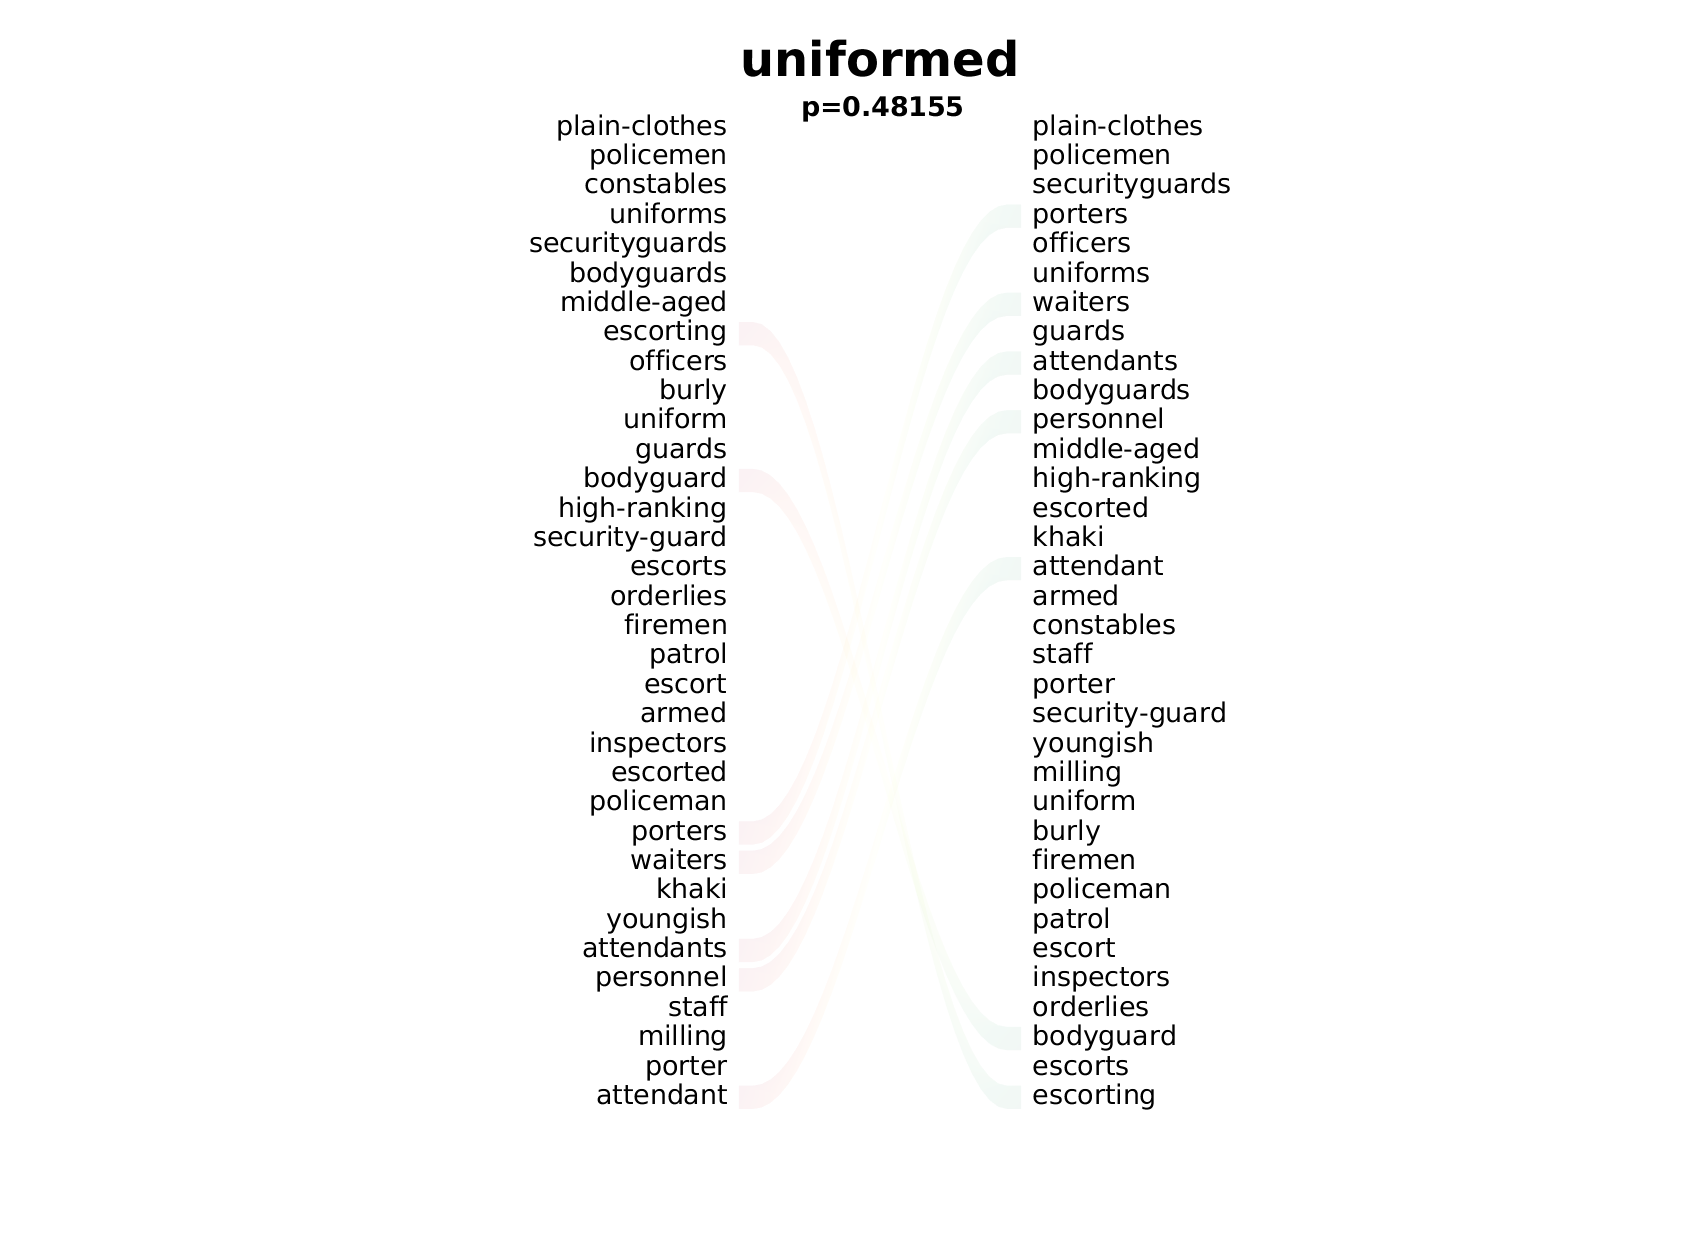 uniformed
p=0.48155
plain-clothes plain-clothes
policemen policemen
constables securityguards
uniforms porters
securityguards officers
bodyguards uniforms
middle-aged waiters
escorting guards
officers attendants
burly bodyguards
uniform personnel
guards middle-aged
bodyguard high-ranking
high-ranking escorted
security-guard khaki
escorts attendant
orderlies armed
firemen constables
patrol staff
escort porter
armed security-guard
inspectors youngish
escorted milling
policeman uniform
porters burly
waiters firemen
khaki policeman
youngish patrol
attendants escort
personnel inspectors
staff orderlies
milling bodyguard
porter escorts
attendant escorting